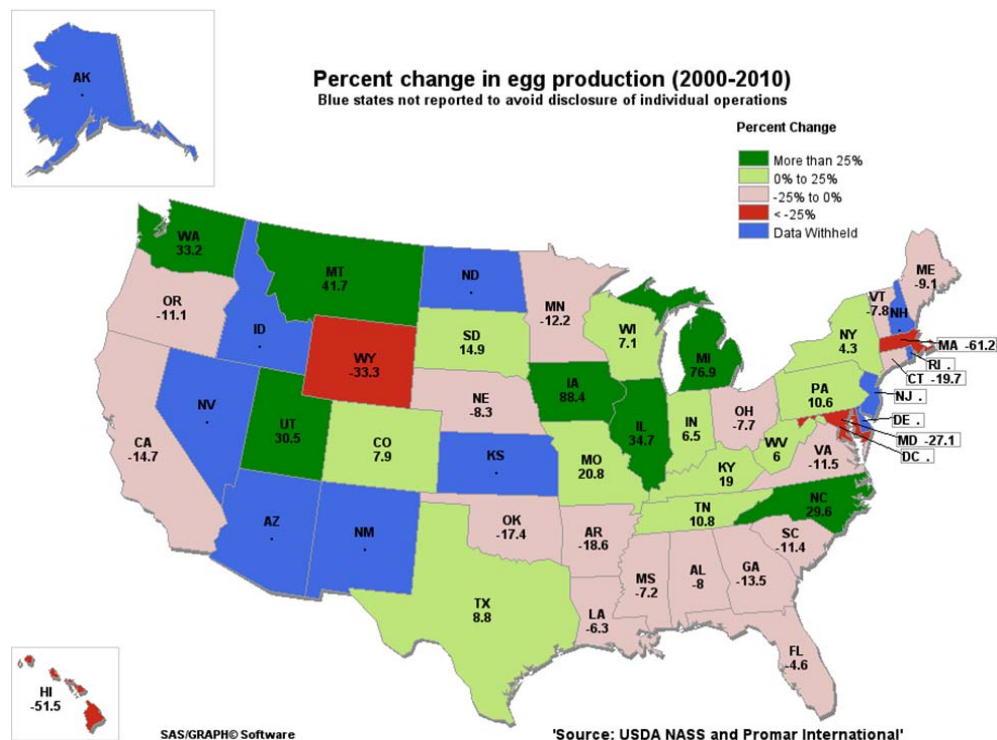 AK
.
Percent change in egg production (2000-2010)
Blue states not reported to avoid disclosure of individual operations
Percent Change
More than 25%
0% to 25%
-25% to 0%
< -25%
Data Withheld
WA
33.2
MT
41.7
ND
.
MN
-12.2
ME
-9.1
VT
-7.8
NH
.
OR
-11.1
ID
.
WY
-33.3
SD
14.9
WI
7.1
MI
76.9
NY
4.3
MA -61.2
RI .
CT -19.7
NJ .
DE .
MD -27.1
DC .
NV
.
UT
30.5
CO
7.9
NE
-8.3
IA
88.4
IL
34.7
IN
6.5
OH
-7.7
PA
10.6
WV
6
VA
-11.5
CA
-14.7
KS
.
MO
20.8
KY
19
TN
10.8
NC
29.6
SC
-11.4
AZ
.
NM
.
OK
-17.4
AR
-18.6
MS
-7.2
AL
-8
GA
-13.5
TX
8.8
LA
-6.3
FL
-4.6
HI
-51.5
SAS/GRAPH© Software
'Source: USDA NASS and Promar International'